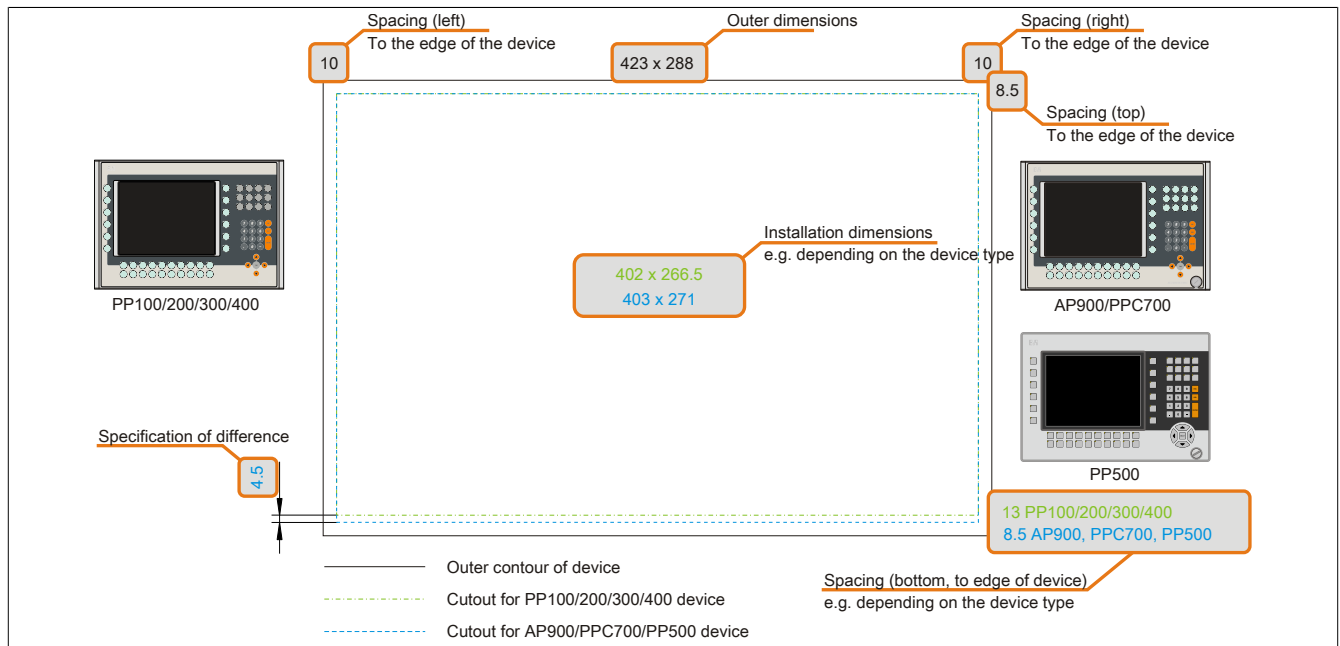 Spacing (left)
To the edge of the device
Outer dimensions
Spacing (right)
To the edge of the device
10
423 x 288
10
8.5
Spacing (top)
To the edge of the device
PP100/200/300/400
Installation dimensions
e.g. depending on the device type
402 x 266.5
403 x 271
AP900/PPC700
PP500
Specification of difference
4.5
13 PP100/200/300/400
8.5 AP900, PPC700, PP500
Spacing (bottom, to edge of device)
e.g. depending on the device type
Outer contour of device
Cutout for PP100/200/300/400 device
Cutout for AP900/PPC700/PP500 device